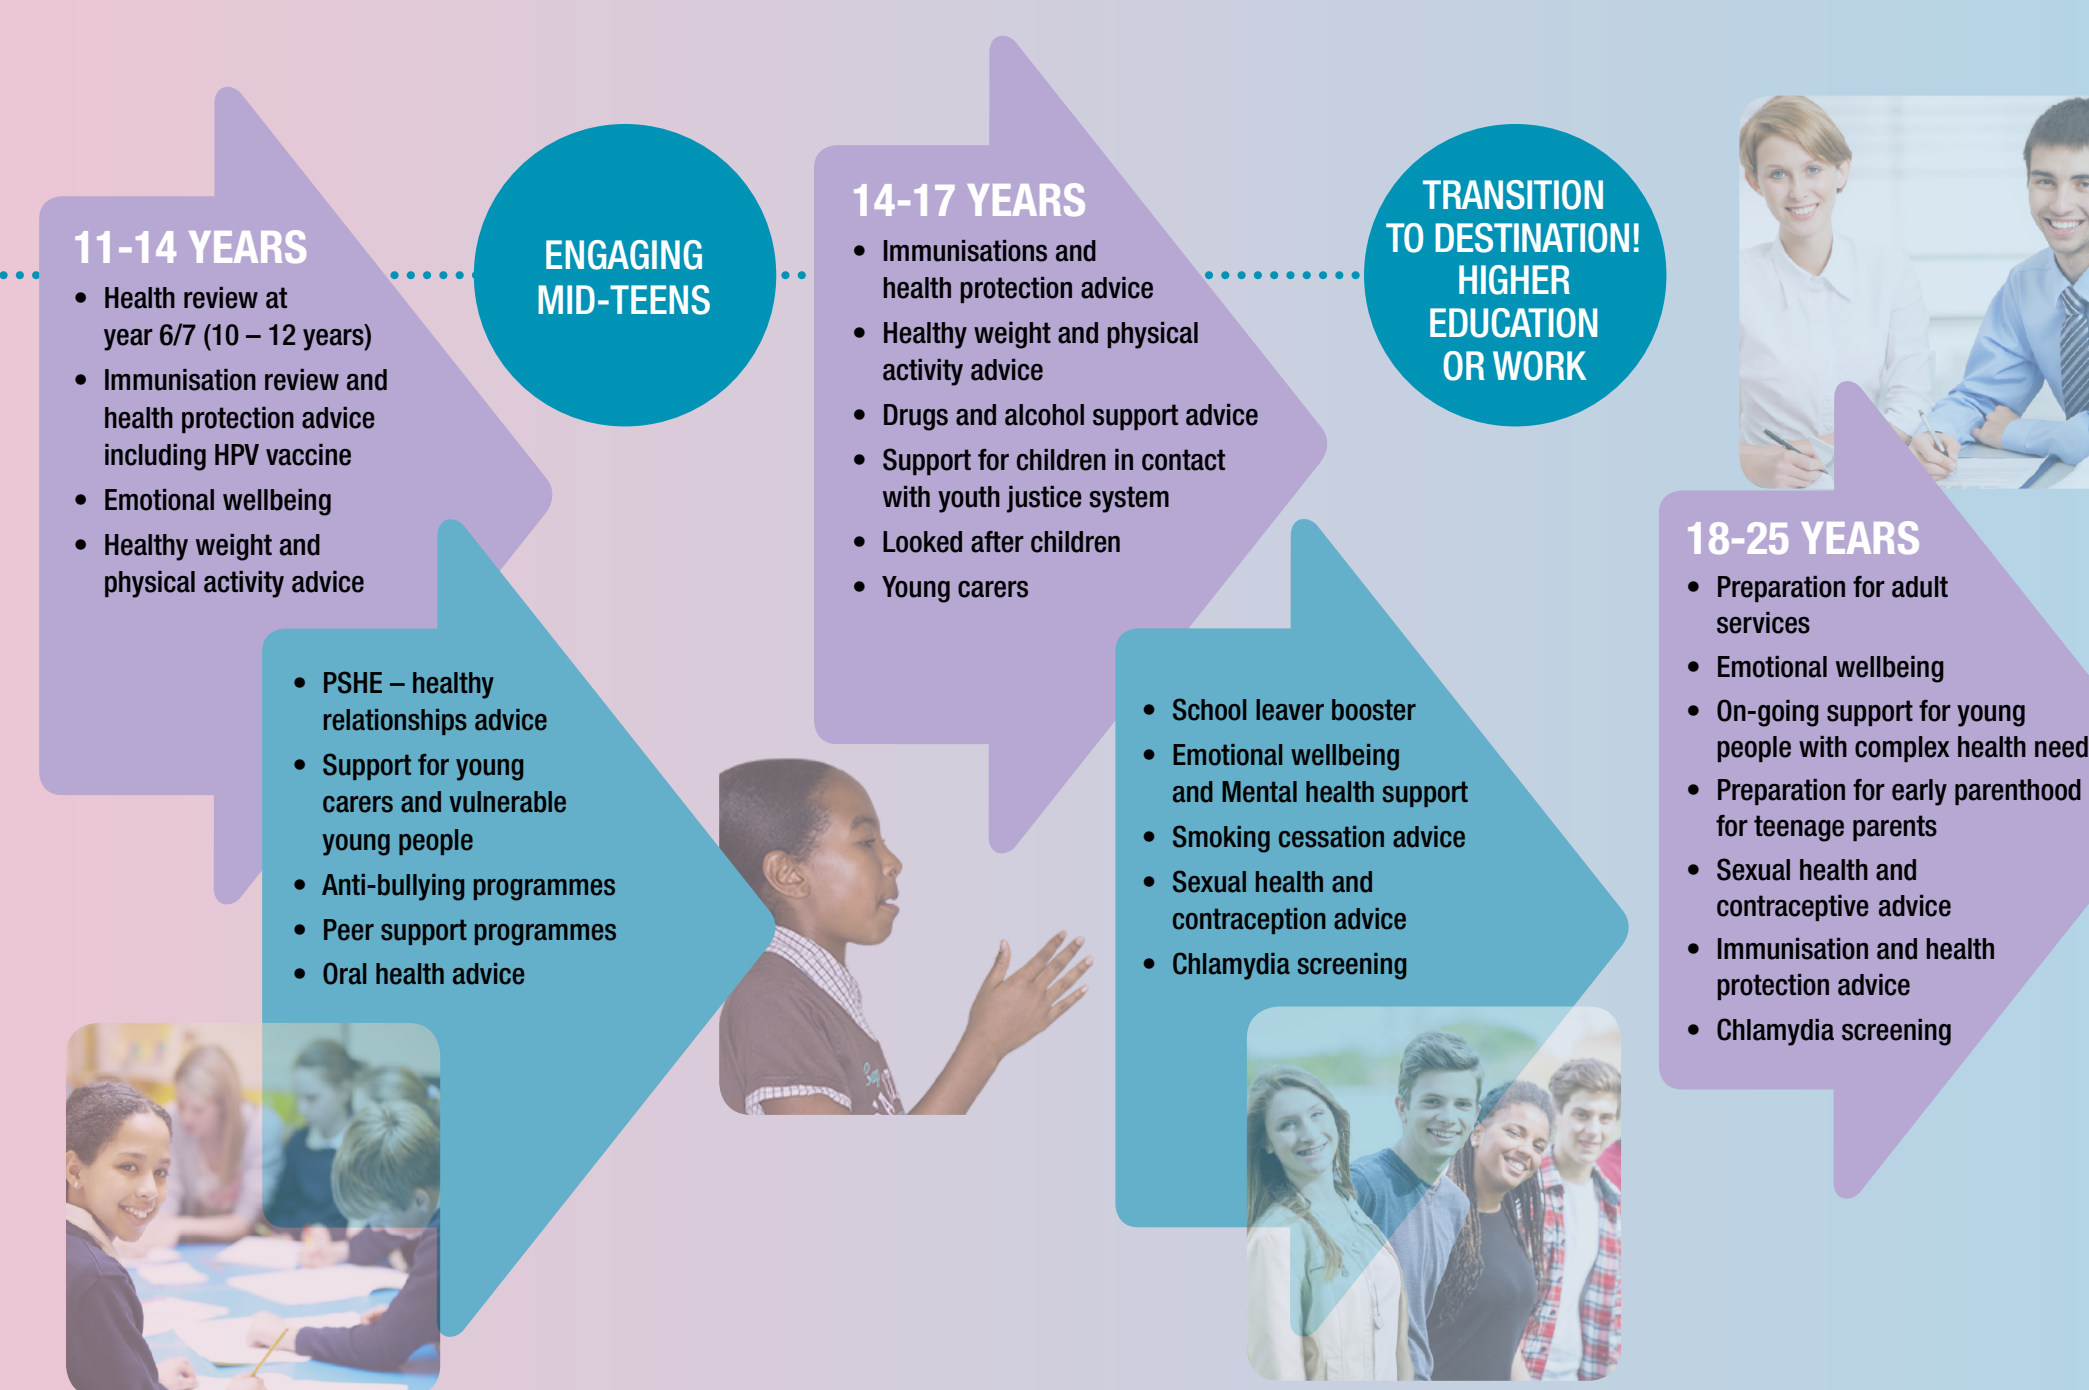 11-14 YEARS
• Health review at
year 6/7 (10 – 12 years)
• Immunisation review and
health protection advice
including HPV vaccine
• Emotional wellbeing
• Healthy weight and
physical activity advice
• PSHE – healthy
relationships advice
• Support for young
carers and vulnerable
young people
• Anti-bullying programmes
• Peer support programmes
• Oral health advice
ENGAGING
MID-TEENS
14-17 YEARS
• Immunisations and
health protection advice
• Healthy weight and physical
activity advice
• Drugs and alcohol support advice
• Support for children in contact
with youth justice system
• Looked after children
• Young carers
• School leaver booster
• Emotional wellbeing
and Mental health support
• Smoking cessation advice
• Sexual health and
contraception advice
• Chlamydia screening
TRANSITION
TO DESTINATION!
HIGHER
EDUCATION
OR WORK
18-25 YEARS
• Preparation for adult
services
• Emotional wellbeing
• On-going support for young
people with complex health need
• Preparation for early parenthood
for teenage parents
• Sexual health and
contraceptive advice
• Immunisation and health
protection advice
• Chlamydia screening